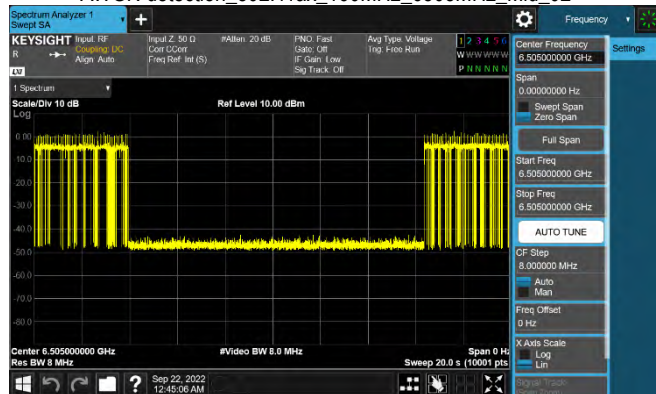 Spectrum Analyzer 1
Swept SA
+
Frequency
KEYSIGHT
R
LXI
Input: RF
Coupling: DC
Align: Auto
Input Z: 50 Ω
Corr CCorr
Freq Ref: Int (S)
#Atten: 20 dB
PNO: Fast
Gate: Off
IF Gain: Low
Sig Track: Off
Avg Type: Voltage
Trig: Free Run
1 2 3 4 5 6
W W W W W W
P N N N N N
Center Frequency
6.505000000 GHz
Settings
Span
0.00000000 Hz
Swept Span
Zero Span
Full Span
Start Freq
6.505000000 GHz
Stop Freq
6.505000000 GHz
AUTO TUNE
CF Step
8.000000 MHz
Auto
Man
Freq Offset
0 Hz
X Axis Scale
Log
Lin
1 Spectrum
Scale/Div 10 dB
Ref Level 10.00 dBm
Log
0.00
-10.0
-20.0
-30.0
-40.0
-50.0
-60.0
-70.0
-80.0
Center 6.505000000 GHz
#Video BW 8.0 MHz
Span 0 Hz
Res BW 8 MHz
Sweep 20.0 s (10001 pts
?
Sep 22, 2022
12:45:06 AM